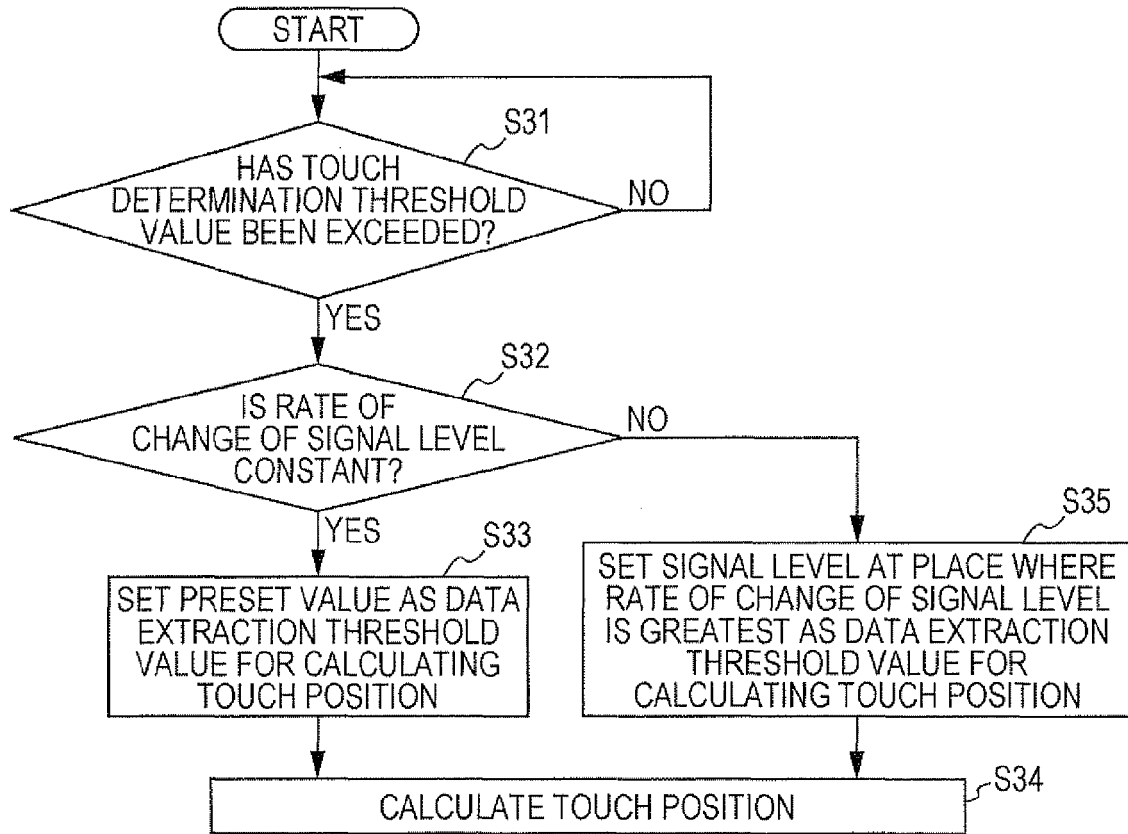 START
S31
HAS TOUCH
DETERMINATION THRESHOLD
VALUE BEEN EXCEEDED?
NO
YES
S32
IS RATE OF
CHANGE OF SIGNAL LEVEL
CONSTANT?
NO
YES
S33
SET PRESET VALUE AS DATA
EXTRACTION THRESHOLD
VALUE FOR CALCULATING
TOUCH POSITION
S35
SET SIGNAL LEVEL AT PLACE WHERE
RATE OF CHANGE OF SIGNAL LEVEL
IS GREATEST AS DATA EXTRACTION
THRESHOLD VALUE FOR
CALCULATING TOUCH POSITION
S34
CALCULATE TOUCH POSITION